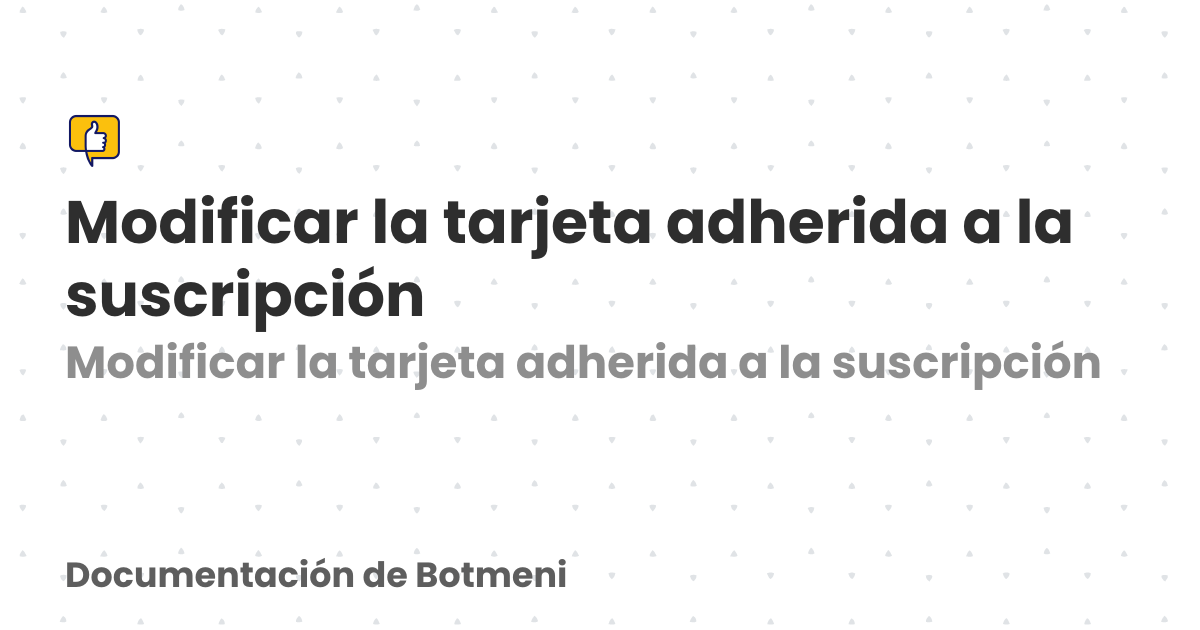 Modificar la tarjeta adherida a la
suscripción
Modificar la tarjeta adherida a la suscripción
Documentación de Botmeni